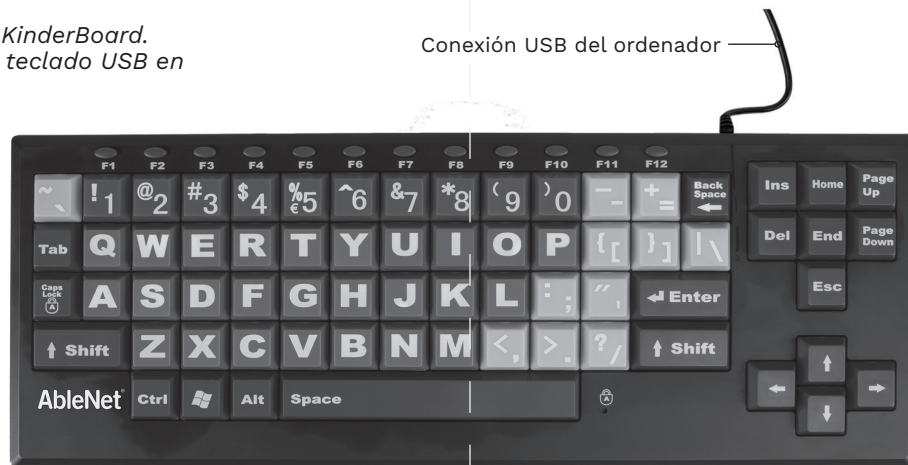 KinderBoard.
teclado USB en
Conexión USB del ordenador
F1 F2 F3 F4 F5 F6 F7 F8 F9 F10 F11 F12
~ ` ! 1 @ 2 # 3 $ 4 % € 5 ^ 6 & 7 * 8 ( 9 ) 0 _ - + = Back Space
Tab Q W E R T Y U I O P { [ } ] | \
Caps Lock A S D F G H J K L : ; " ' Enter
Shift Z X C V B N M < , > . ? / Shift
AbleNet Ctrl Alt Space
Ins Home Page Up
Del End Page Down
Esc